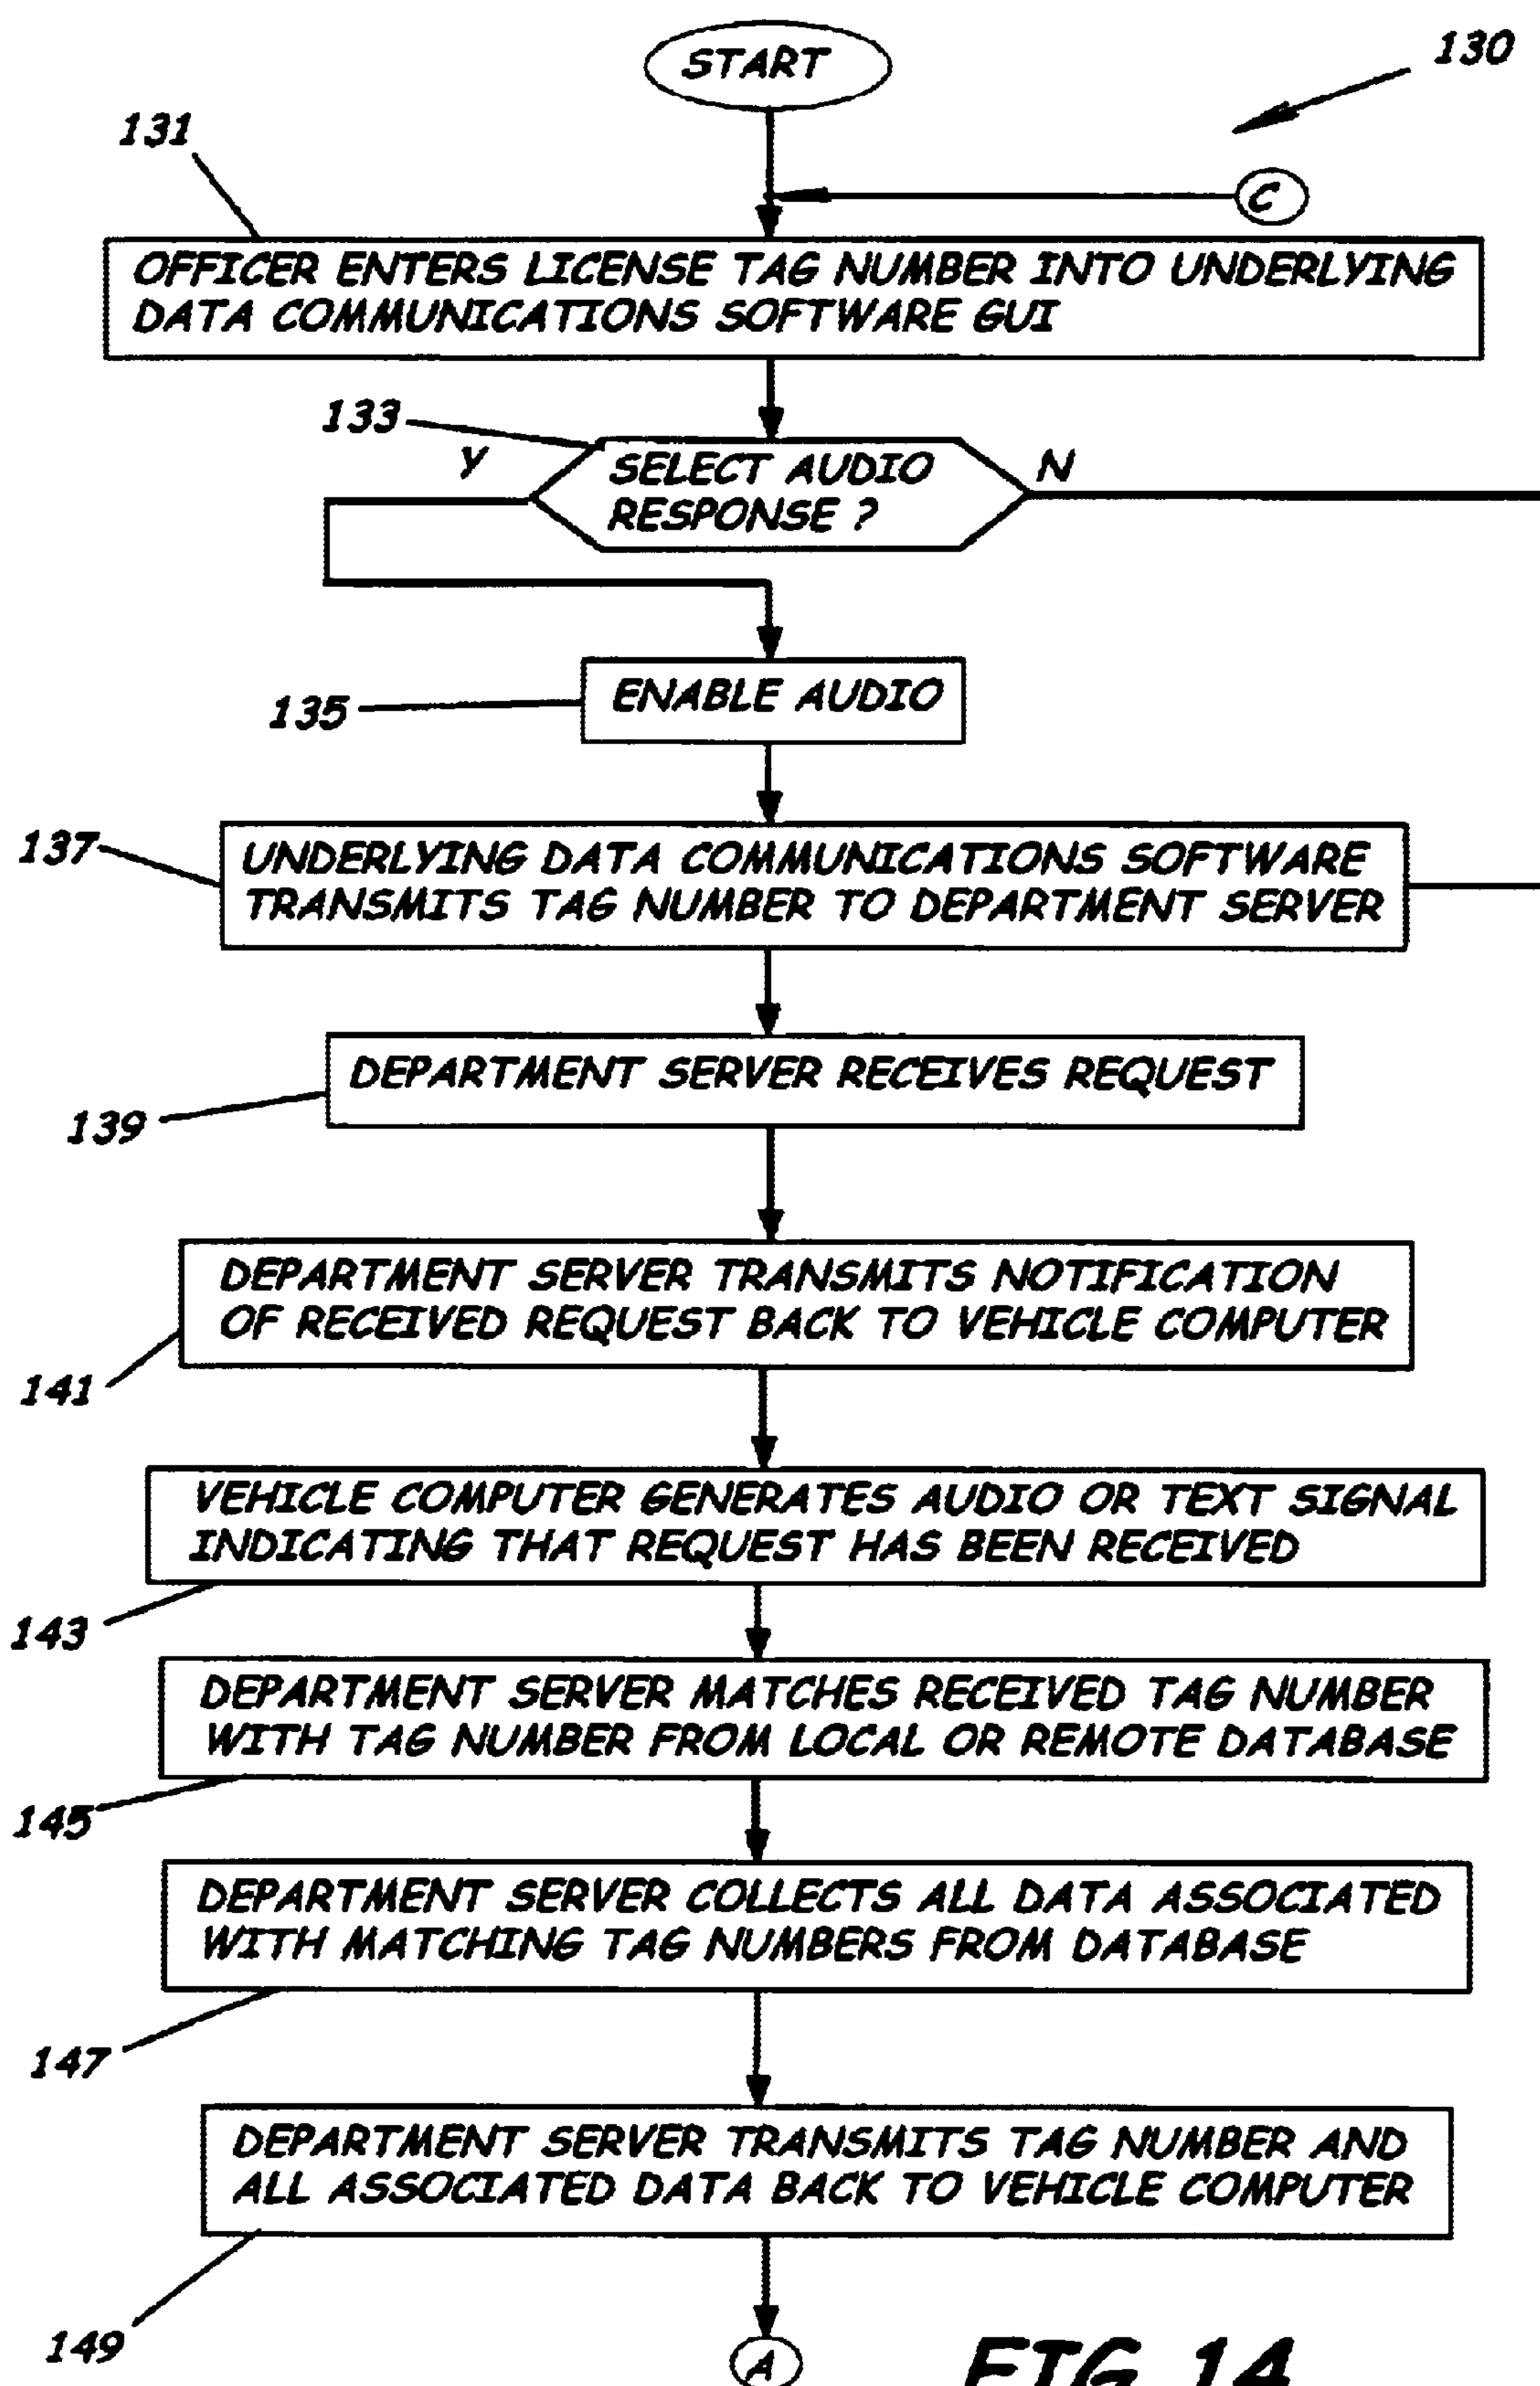 START
130
131
C
OFFICER ENTERS LICENSE TAG NUMBER INTO UNDERLYING
DATA COMMUNICATIONS SOFTWARE GUI
133
Y
SELECT AUDIO
RESPONSE ?
N
ENABLE AUDIO
135
137
UNDERLYING DATA COMMUNICATIONS SOFTWARE
TRANSMITS TAG NUMBER TO DEPARTMENT SERVER
DEPARTMENT SERVER RECEIVES REQUEST
139
DEPARTMENT SERVER TRANSMITS NOTIFICATION
OF RECEIVED REQUEST BACK TO VEHICLE COMPUTER
141
VEHICLE COMPUTER GENERATES AUDIO OR TEXT SIGNAL
INDICATING THAT REQUEST HAS BEEN RECEIVED
143
DEPARTMENT SERVER MATCHES RECEIVED TAG NUMBER
WITH TAG NUMBER FROM LOCAL OR REMOTE DATABASE
145
DEPARTMENT SERVER COLLECTS ALL DATA ASSOCIATED
WITH MATCHING TAG NUMBERS FROM DATABASE
147
DEPARTMENT SERVER TRANSMITS TAG NUMBER AND
ALL ASSOCIATED DATA BACK TO VEHICLE COMPUTER
149
A
FIG 14